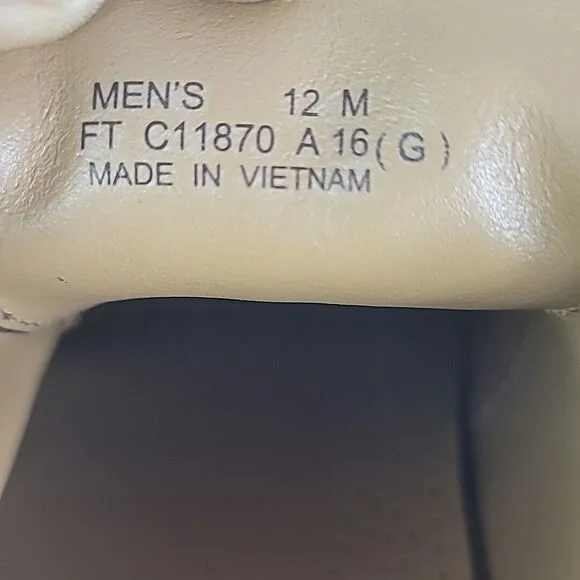 MEN'S 12 M
FT C11870 A 16 ( G )
MADE IN VIETNAM